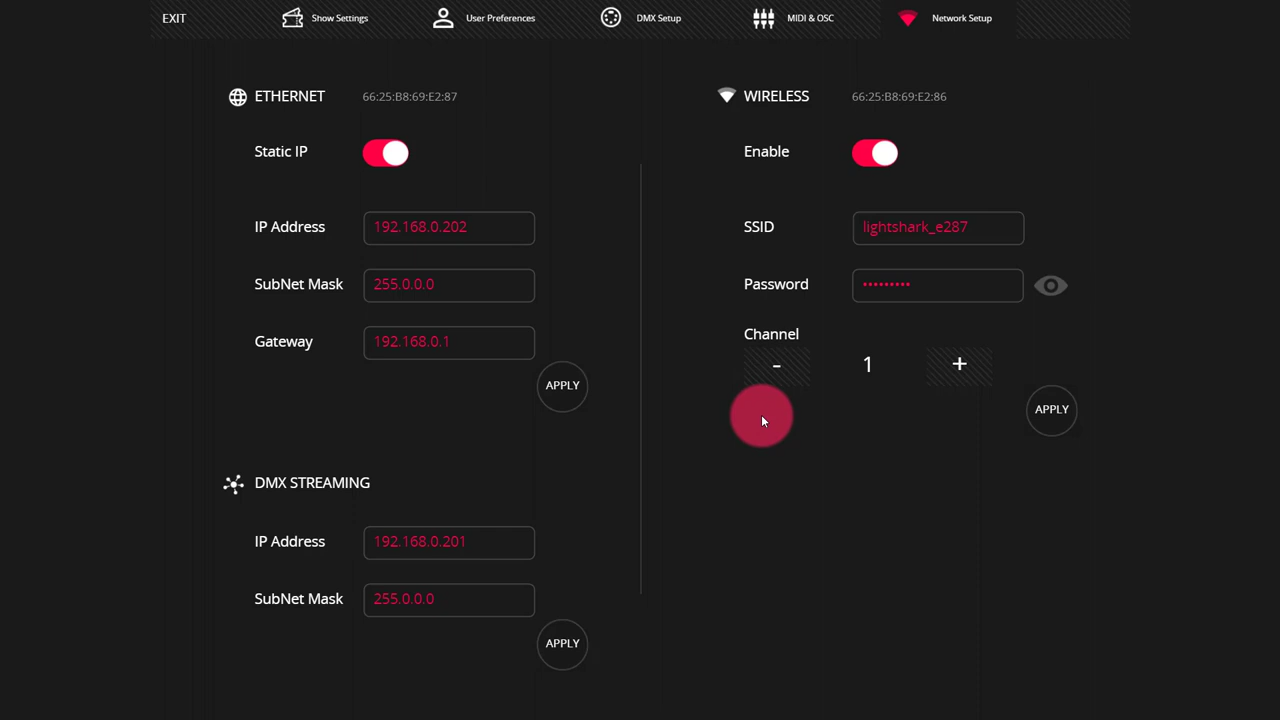 EXIT
Show Settings
User Preferences
DMX Setup
MIDI & OSC
Network Setup
ETHERNET 66:25:B8:69:E2:87
Static IP
IP Address 192.168.0.202
SubNet Mask 255.0.0.0
Gateway 192.168.0.1
APPLY
DMX STREAMING
IP Address 192.168.0.201
SubNet Mask 255.0.0.0
APPLY
WIRELESS 66:25:B8:69:E2:86
Enable
SSID lightshark_e287
Password •••••••••
Channel
- 1 +
APPLY